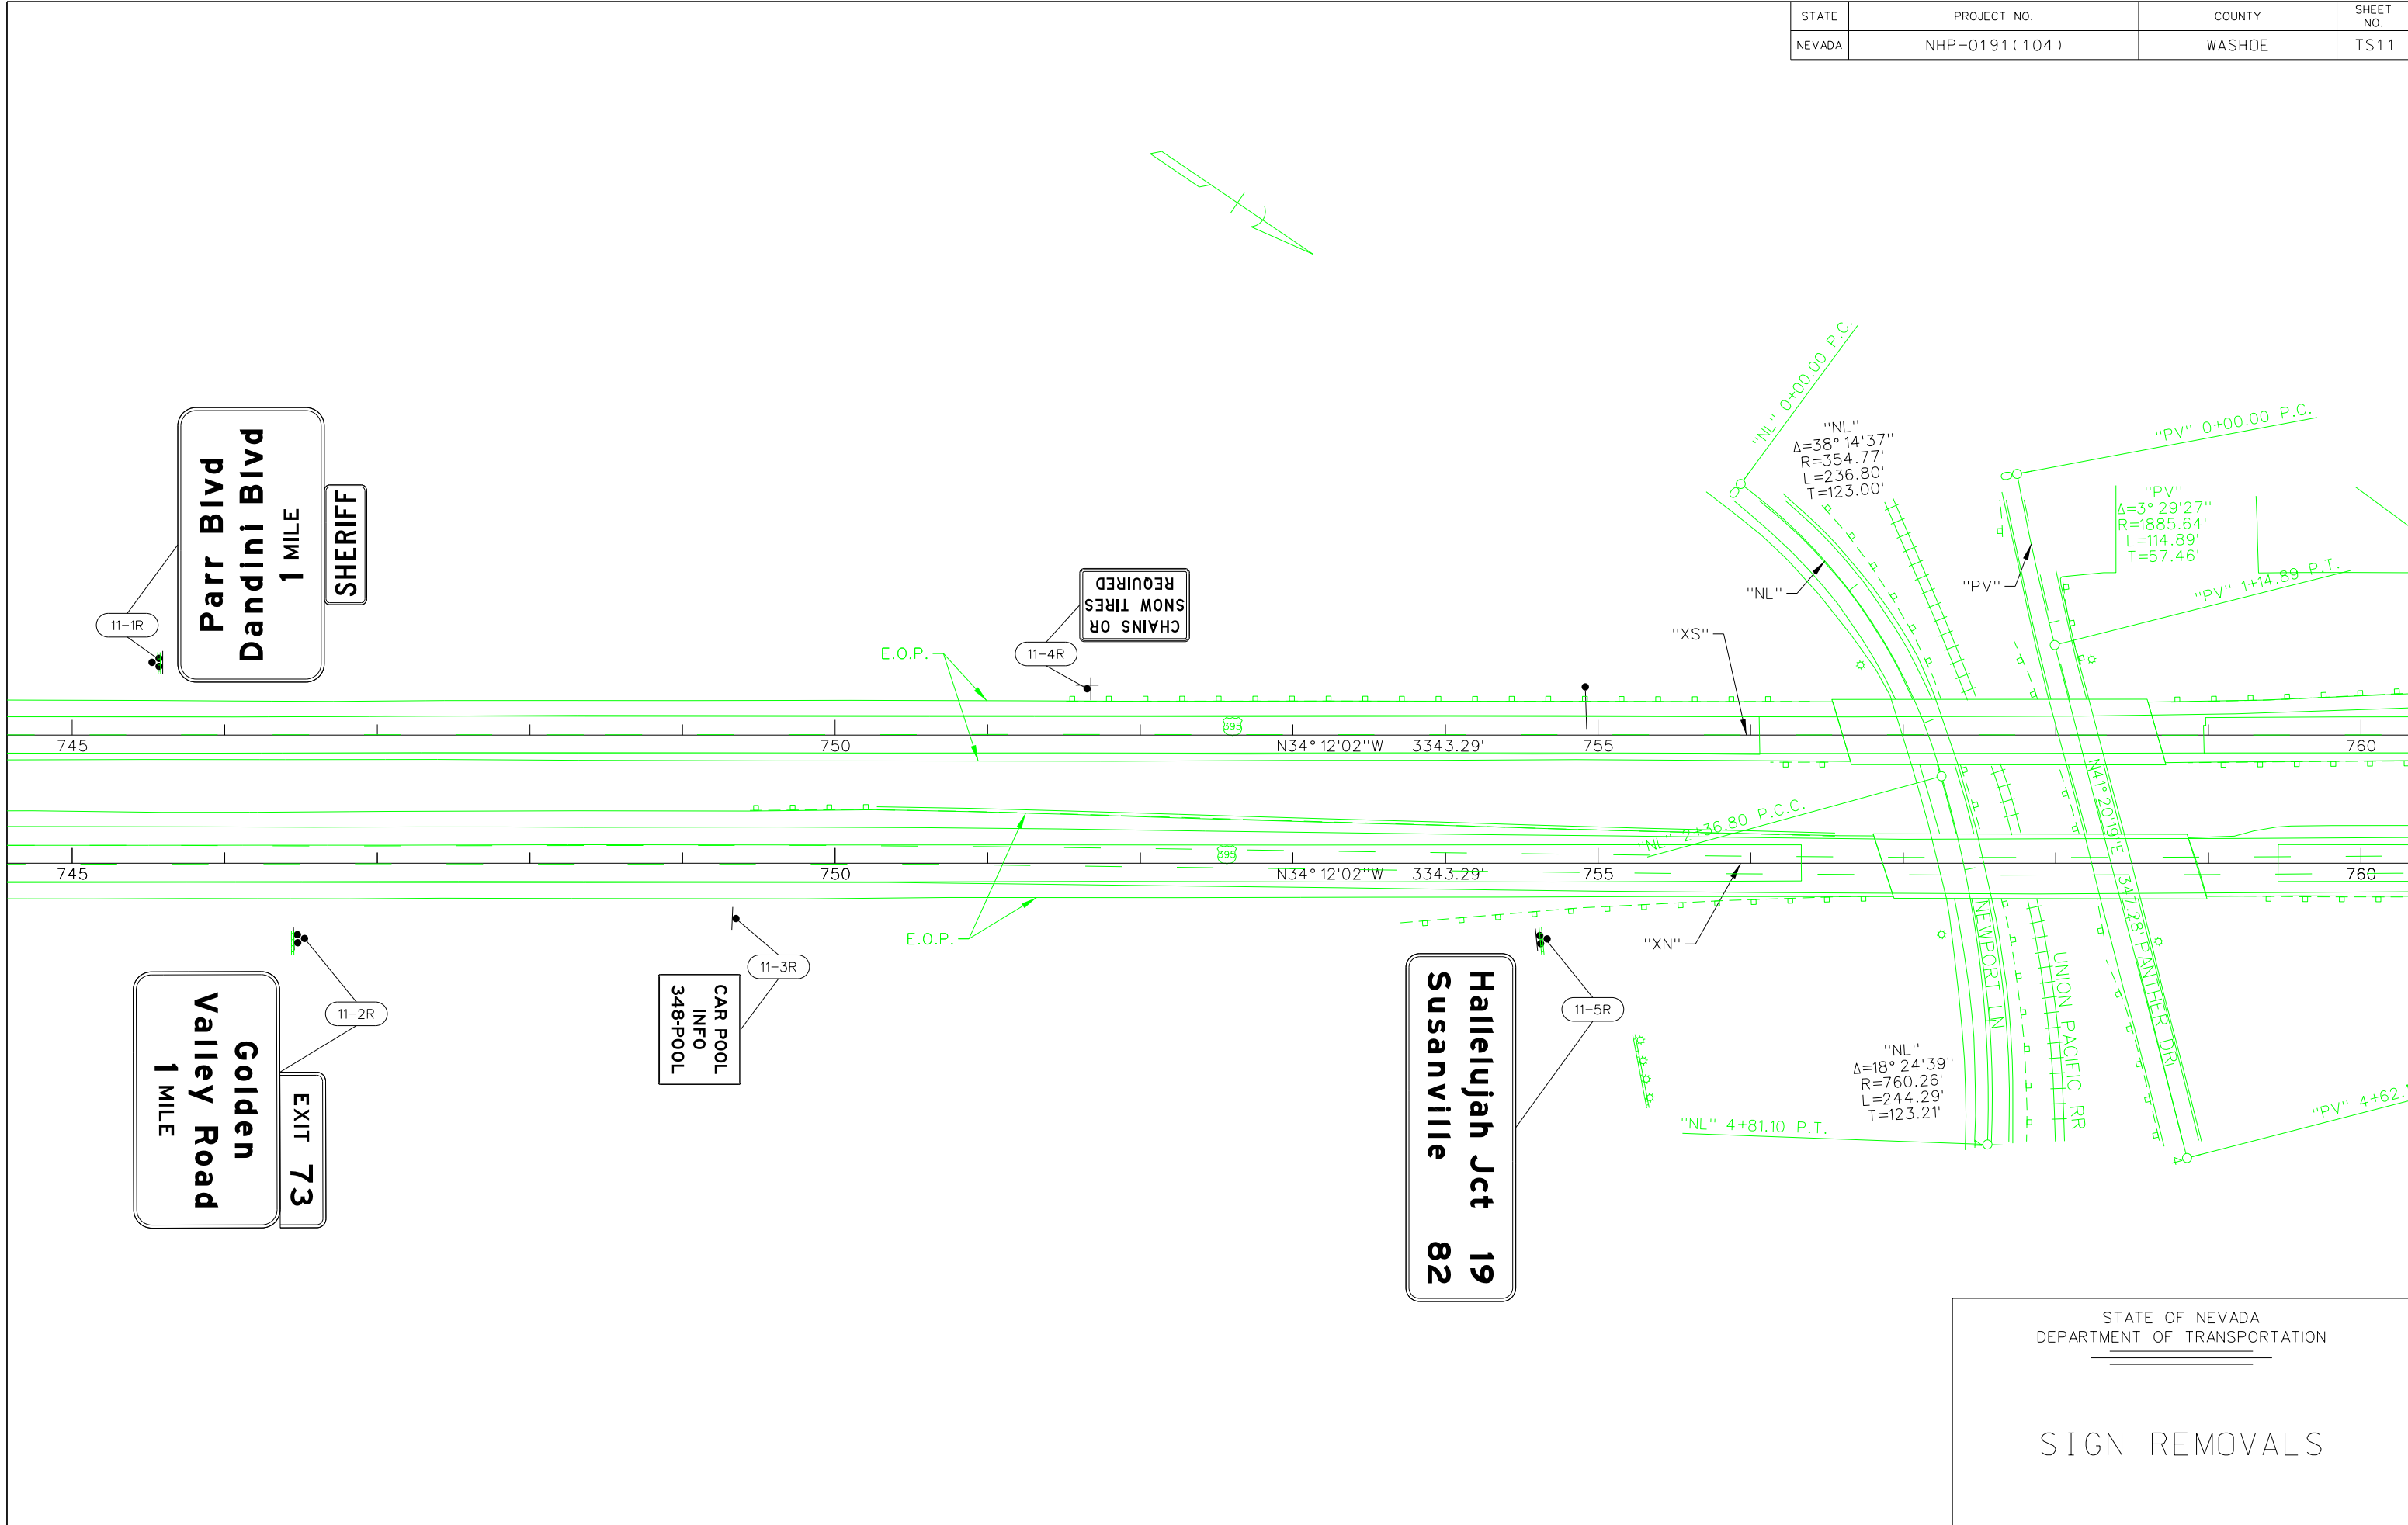 STATE
PROJECT NO.
COUNTY
SHEET
NO.
NEVADA
NHP-0191(104)
WASHOE
TS11
Parr Blvd
Dandini Blvd
1 MILE
SHERIFF
11-1R
CHAINS OR
SNOW TIRES
REQUIRED
11-4R
E.O.P.
"NL" 0+00.00 P.C.
0
"NL"
Δ=38°14'37"
R=354.77'
L=236.80'
T=123.00'
"PV" 0+00.00 P.C.
0
"PV"
Δ=3°29'27"
R=1885.64'
L=114.89'
T=57.46'
"PV" 1+14.89 P.T.
"NL"
"PV"
"XS"
395
745
750
N34°12'02"W 3343.29'
755
760
"NL" 2+36.80 P.C.C.
N41°20'19"E 347.28'
PANTHER DR
395
745
750
N34°12'02"W 3343.29'
755
760
E.O.P.
"XN"
NEWPORT LN
UNION PACIFIC RR
11-2R
Golden
Valley Road
1 MILE
EXIT 73
11-3R
CAR POOL
INFO
348-POOL
11-5R
Hallelujah Jct 19
Susanville 82
"NL"
Δ=18°24'39"
R=760.26'
L=244.29'
T=123.21'
"NL" 4+81.10 P.T.
4
4
"PV" 4+62.
STATE OF NEVADA
DEPARTMENT OF TRANSPORTATION
SIGN REMOVALS